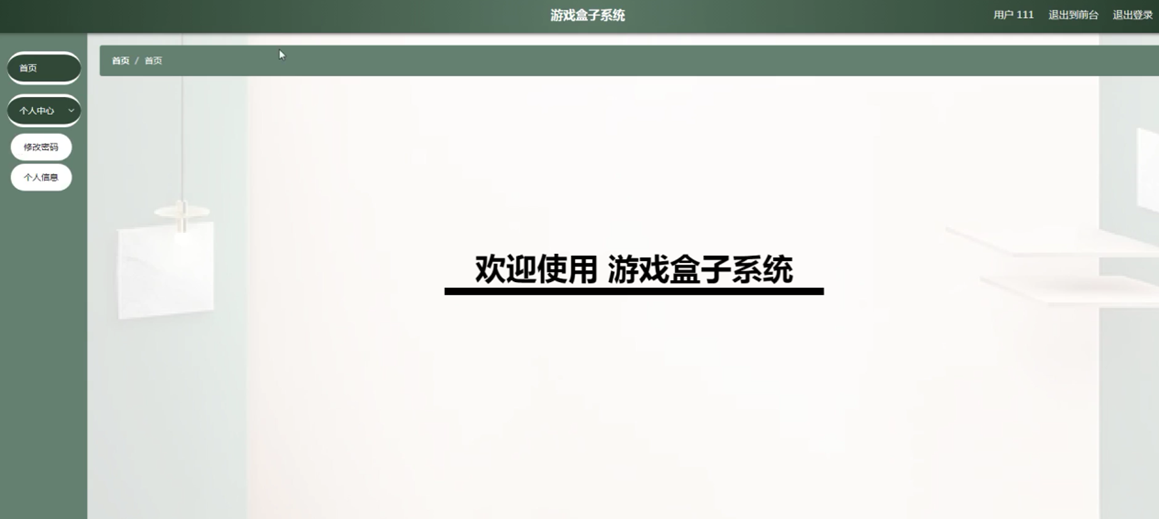 游戏盒子系统
用户 111 退出到前台 退出登录
首页
首页 / 首页
个人中心
修改密码
个人信息
欢迎使用 游戏盒子系统